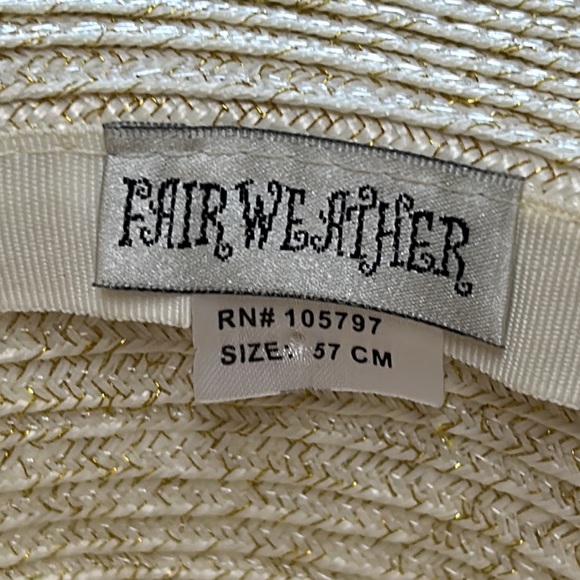 FAIR WEATHER
RN# 105797
SIZE: 57 CM